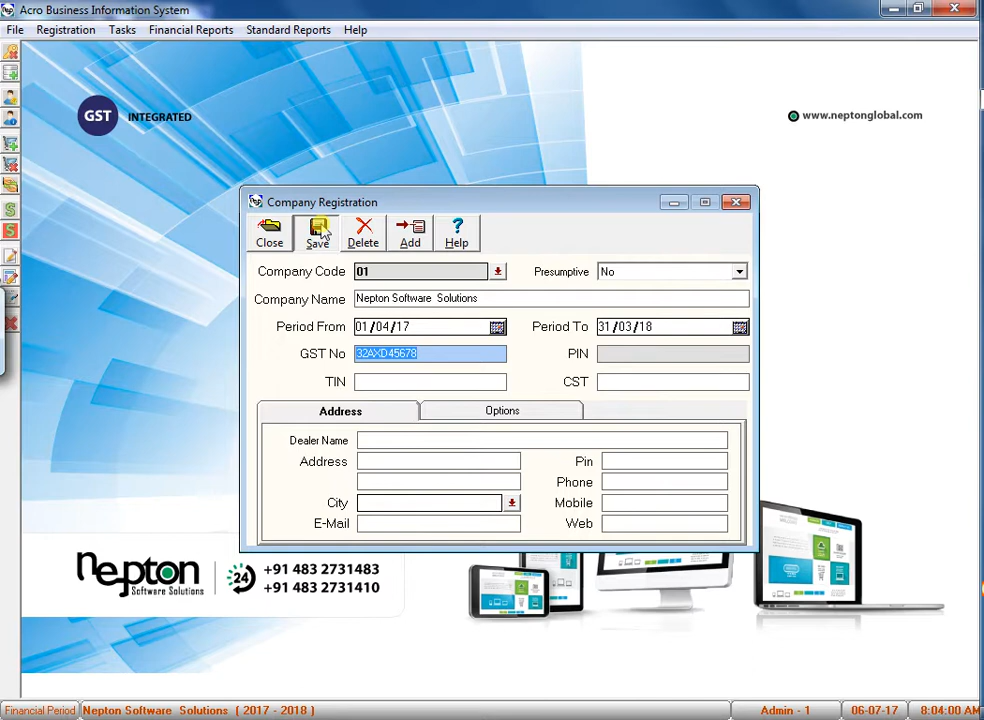 Acro Business Information System
File Registration Tasks Financial Reports Standard Reports Help
GST INTEGRATED
www.neptonglobal.com
Company Registration
Close Save Delete Add Help
Company Code 01 Presumptive No
Company Name Nepton Software Solutions
Period From 01/04/17 Period To 31/03/18
GST No 32AXD45678 PIN
TIN CST
Address Options
Dealer Name
Address Pin
Phone
City Mobile
E-Mail Web
nepton Software Solutions
24
+91 483 2731483
+91 483 2731410
Financial Period Nepton Software Solutions ( 2017 - 2018 ) Admin - 1 06-07-17 8:04:00 AM